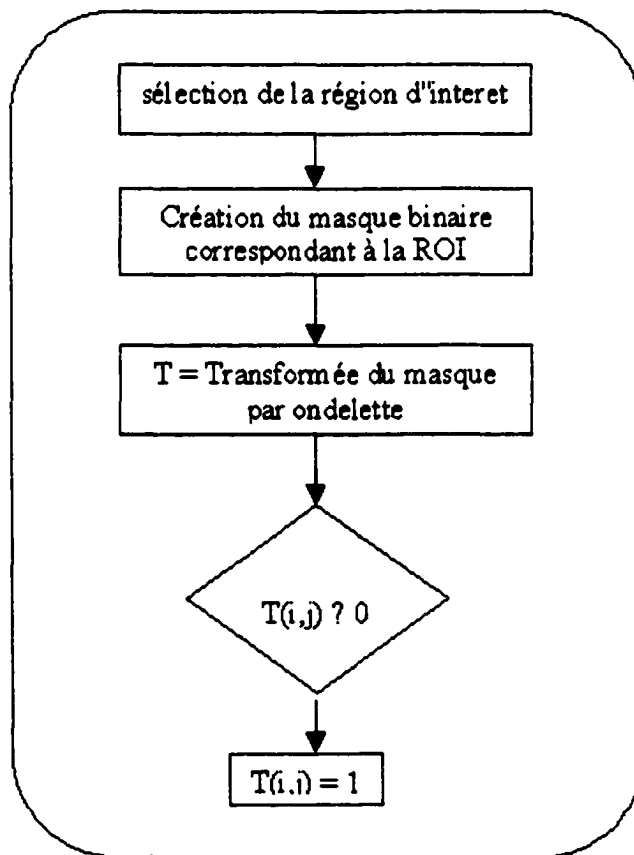 sélection de la région d"interet
Création du masque binaire
correspondant à la ROI
T = Transformée du masque
par ondelette
T(i,j) ? 0
T(i,j) = 1